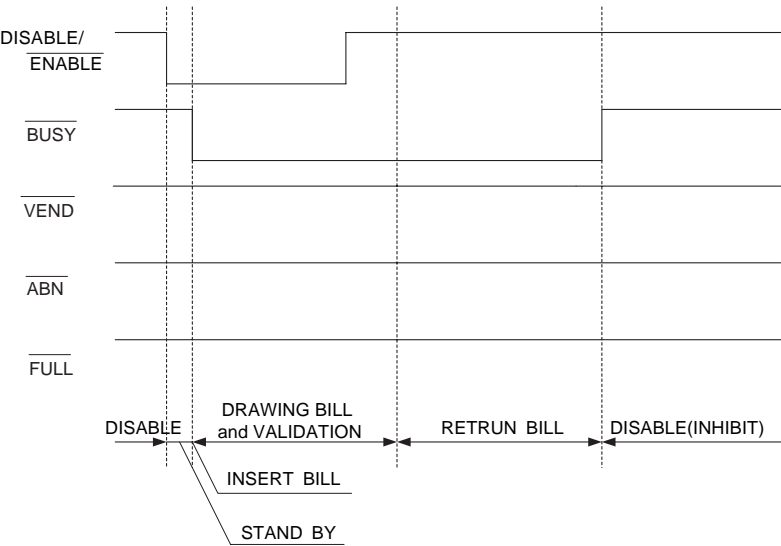 DISABLE/
ENABLE
BUSY
VEND
ABN
FULL
DISABLE
DRAWING BILL
and VALIDATION
RETRUN BILL
DISABLE(INHIBIT)
INSERT BILL
STAND BY